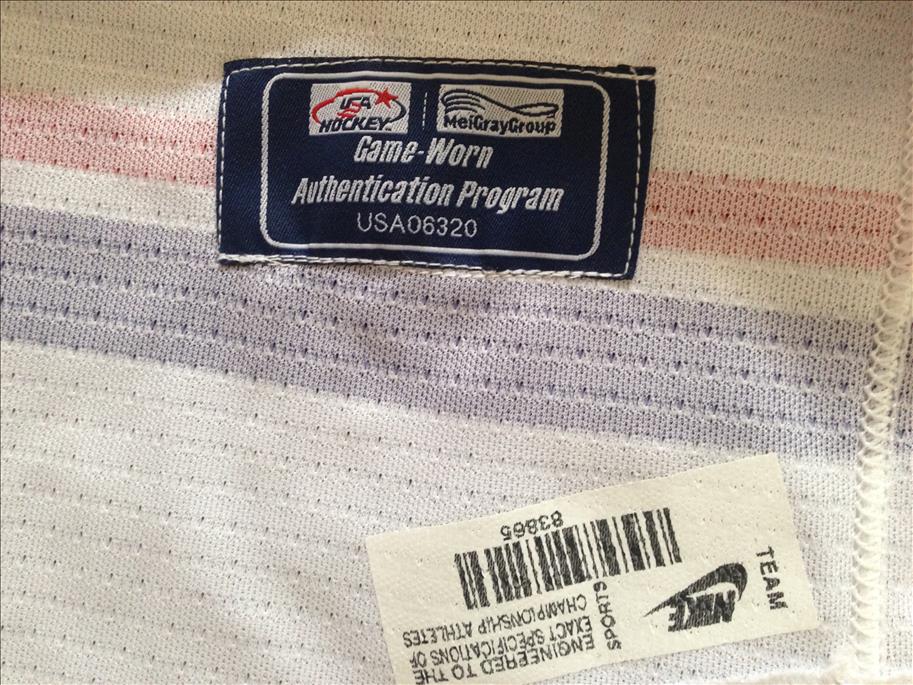 USA
HOCKEY
MeiGrayGroup
Game-Worn
Authentication Program
USA06320
TEAM
NIKE
SPORTS
ENGINEERED TO THE
EXACT SPECIFICATIONS OF
CHAMPIONSHIP ATHLETES
83865